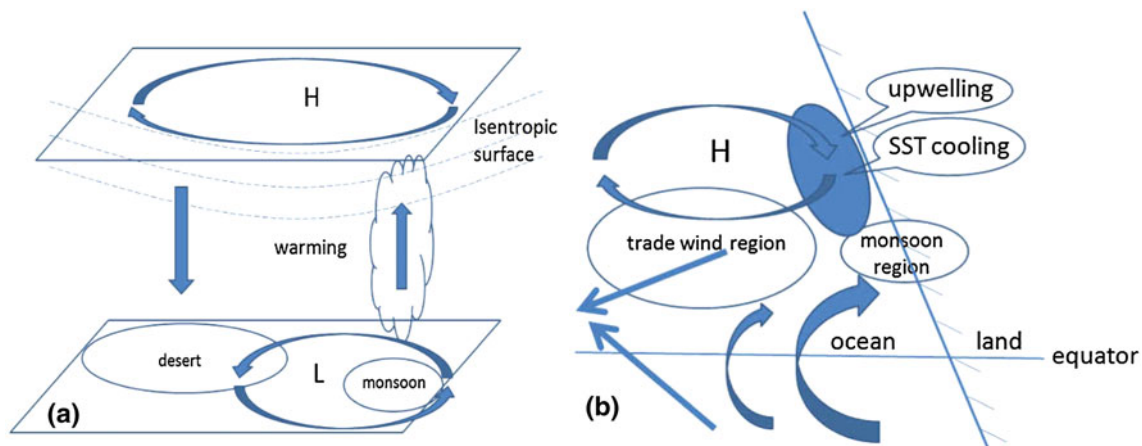 H
Isentropic
surface
warming
desert
L
monsoon
(a)
upwelling
SST cooling
H
trade wind region
monsoon
region
ocean
land
equator
(b)